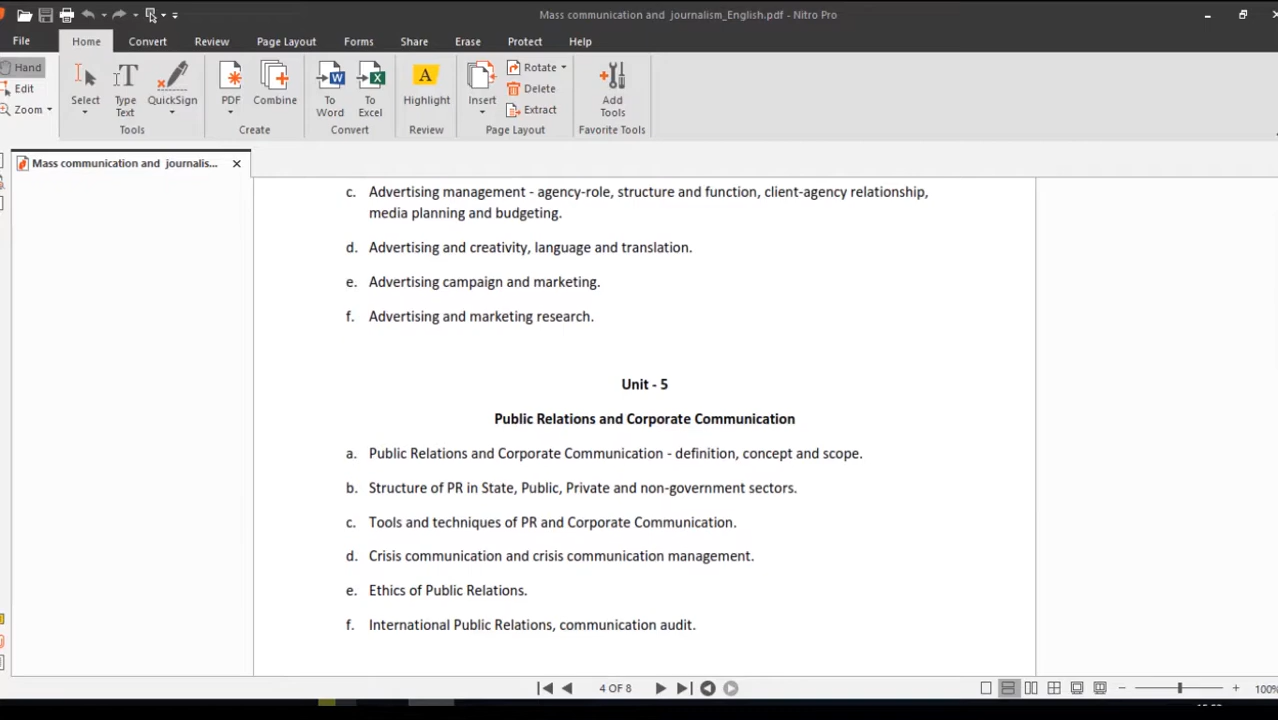 Mass communication and  journalism_English.pdf - Nitro Pro
File Home Convert Review Page Layout Forms Share Erase Protect Help
Hand
Edit
Zoom
Select
Type Text
QuickSign
Tools
PDF
Combine
Create
To Word
To Excel
Convert
A
Highlight
Review
Insert
Rotate
Delete
Extract
Page Layout
Add Tools
Favorite Tools
Mass communication and  journalis...
c. Advertising management - agency-role, structure and function, client-agency relationship,
media planning and budgeting.
d. Advertising and creativity, language and translation.
e. Advertising campaign and marketing.
f. Advertising and marketing research.
Unit - 5
Public Relations and Corporate Communication
a. Public Relations and Corporate Communication - definition, concept and scope.
b. Structure of PR in State, Public, Private and non-government sectors.
c. Tools and techniques of PR and Corporate Communication.
d. Crisis communication and crisis communication management.
e. Ethics of Public Relations.
f. International Public Relations, communication audit.
4 OF 8
100%